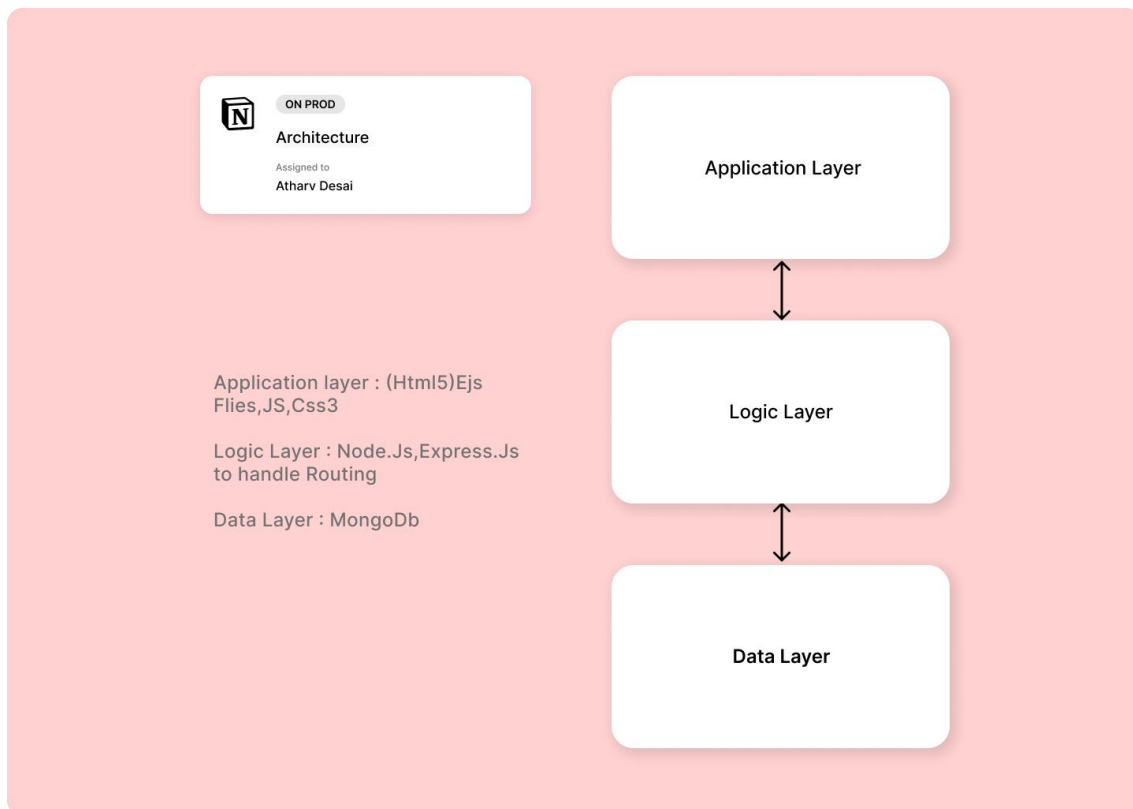 N
ON PROD
Architecture
Assigned to
Atharv Desai
Application Layer
Logic Layer
Data Layer
Application layer : (Html5)Ejs
Flies,JS,Css3
Logic Layer : Node.Js,Express.Js
to handle Routing
Data Layer : MongoDb